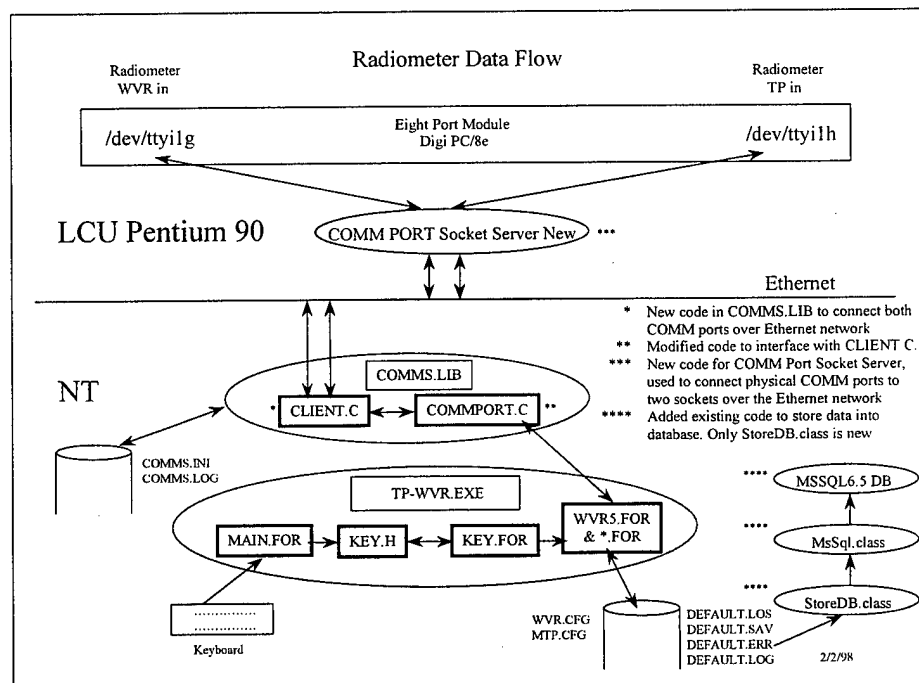 Radiometer Data Flow
Radiometer
WVR in
Radiometer
TP in
/dev/ttyi1g
Eight Port Module
Digi PC/8e
/dev/ttyi1h
LCU Pentium 90
COMM PORT Socket Server New
***
Ethernet
* New code in COMMS.LIB to connect both
COMM ports over Ethernet network
** Modified code to interface with CLIENT C.
*** New code for COMM Port Socket Server,
used to connect physical COMM ports to
two sockets over the Ethernet network
**** Added existing code to store data into
database. Only StoreDB.class is new
NT
COMMS.LIB
* CLIENT.C
COMMPORT.C **
COMMS.INI
COMMS.LOG
TP-WVR.EXE
MAIN.FOR
KEY.H
KEY.FOR
WVR5.FOR
& *.FOR
**** MSSQL6.5 DB
**** MsSql.class
**** StoreDB.class
...............
...............
Keyboard
WVR.CFG
MTP.CFG
DEFAULT.LOS
DEFAULT.SAV
DEFAULT.ERR
DEFAULT.LOG
2/2/98